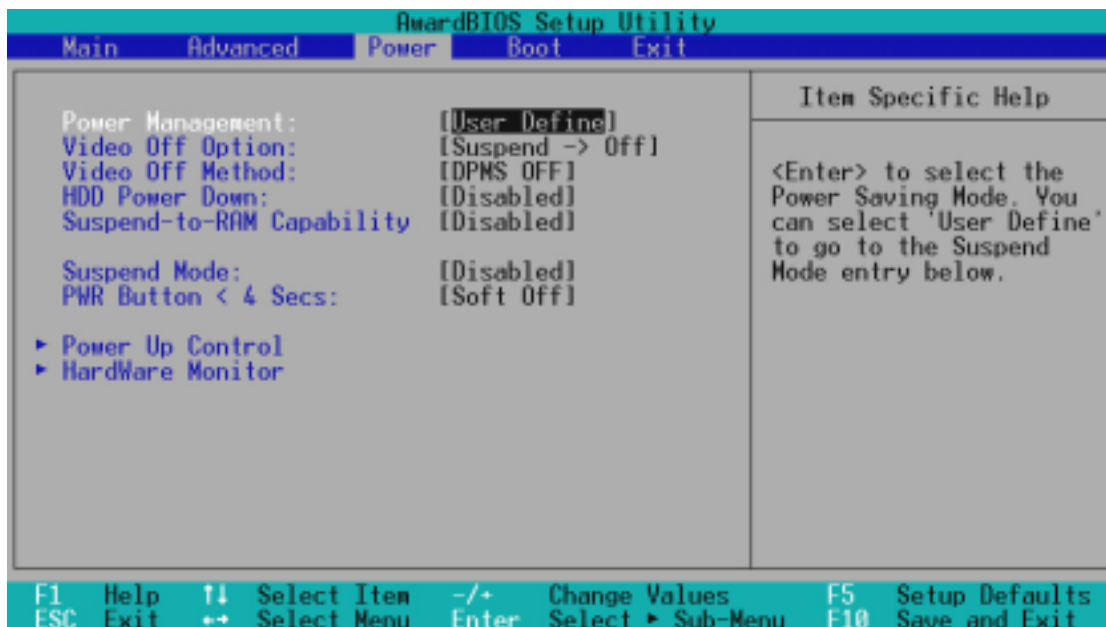 AwardBIOS Setup Utility
Main Advanced Power Boot Exit
Power Management: [User Define]
Video Off Option: [Suspend -> Off]
Video Off Method: [DPMS OFF]
HDD Power Down: [Disabled]
Suspend-to-RAM Capability [Disabled]
Suspend Mode: [Disabled]
PWR Button < 4 Secs: [Soft Off]
▶ Power Up Control
▶ HardWare Monitor
Item Specific Help
<Enter> to select the
Power Saving Mode. You
can select 'User Define'
to go to the Suspend
Mode entry below.
F1 Help ↑↓ Select Item -/+ Change Values F5 Setup Defaults
ESC Exit ←→ Select Menu Enter Select ▶ Sub-Menu F10 Save and Exit